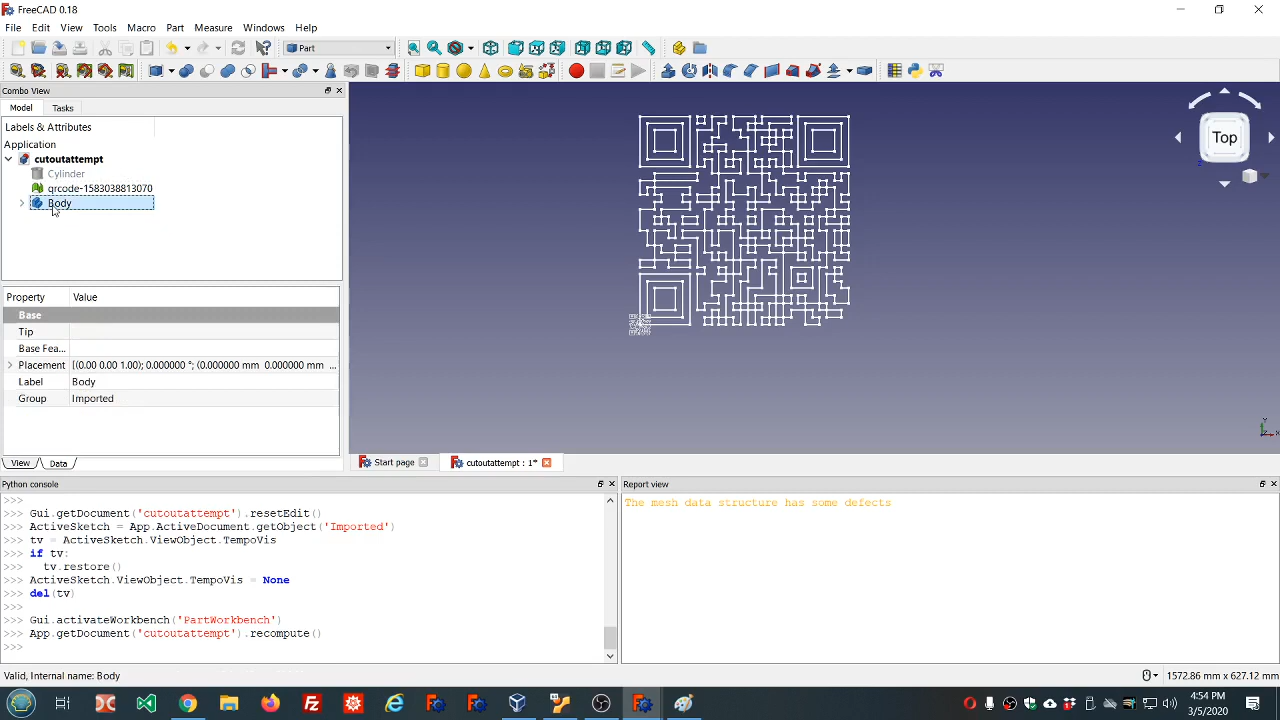 FreeCAD 0.18
File Edit View Tools Macro Part Measure Windows Help
Part
Combo View
Model Tasks
Labels & Attributes
Application
cutoutattempt
Cylinder
Body
Property Value
Base
Tip
Base Fea...
Placement [(0.00 0.00 1.00); 0.000000 °; (0.000000 mm 0.000000 mm ...
Label Body
Group Imported
View Data
Top
Start page cutoutattempt : 1*
Python console
>>>
>>> Gui.getDocument('cutoutattempt').resetEdit()
>>> ActiveSketch = App.ActiveDocument.getObject('Imported')
>>> tv = ActiveSketch.ViewObject.TempoVis
>>> if tv:
>>> tv.restore()
>>> ActiveSketch.ViewObject.TempoVis = None
>>> del(tv)
>>>
>>> Gui.activateWorkbench('PartWorkbench')
>>> App.getDocument('cutoutattempt').recompute()
>>>
Report view
The mesh data structure has some defects
Valid, Internal name: Body
1572.86 mm x 627.12 mm
4:54 PM
3/5/2020